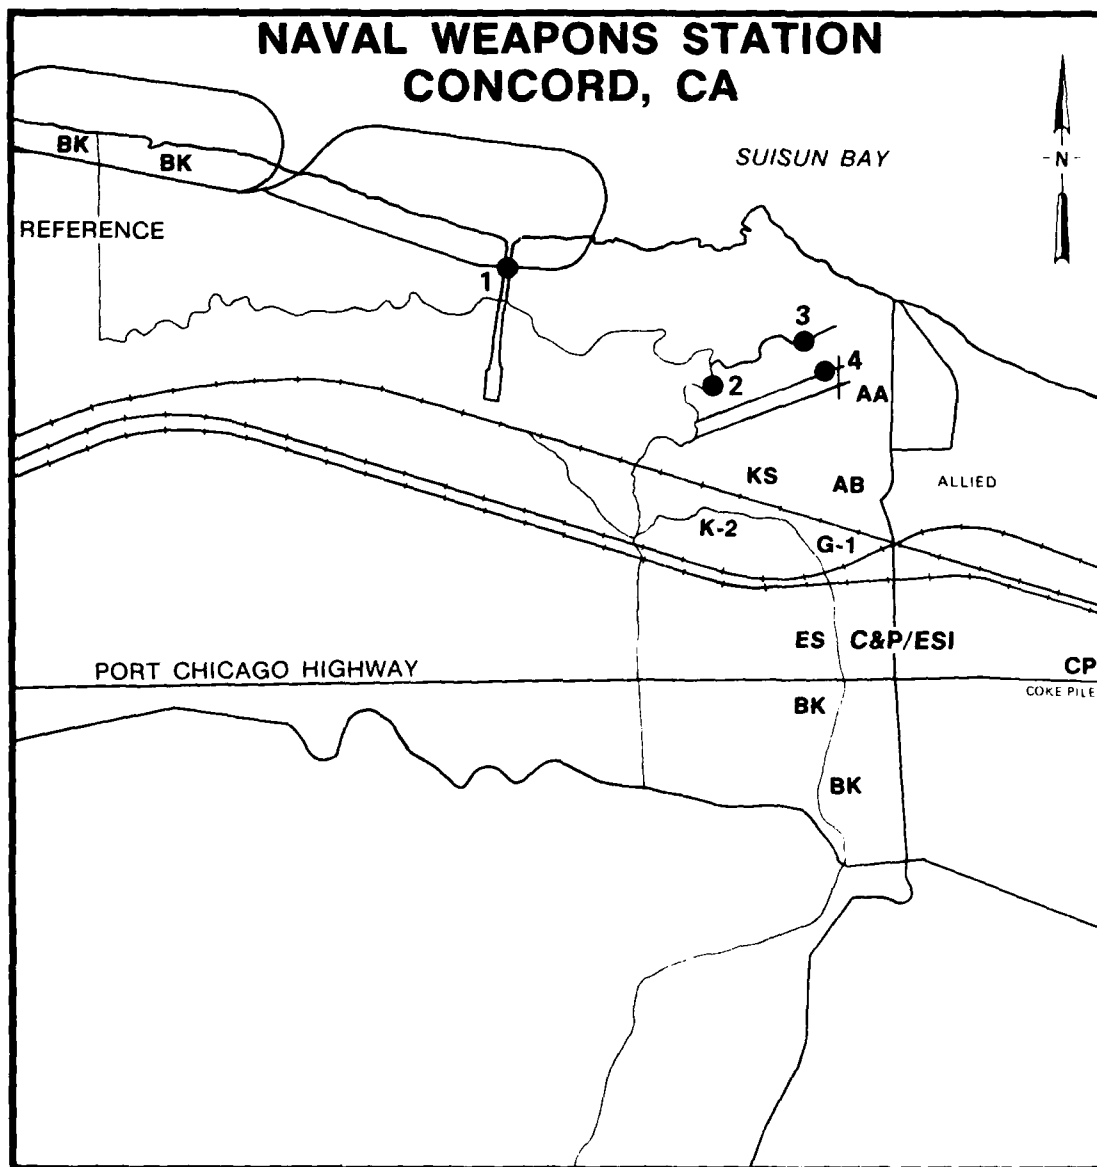 NAVAL WEAPONS STATION
CONCORD, CA
BK
BK
SUISUN BAY
-N-
REFERENCE
1
3
4
2
AA
KS
AB
ALLIED
K-2
G-1
ES
C&P/ESI
PORT CHICAGO HIGHWAY
CP
COKE PILE
BK
BK